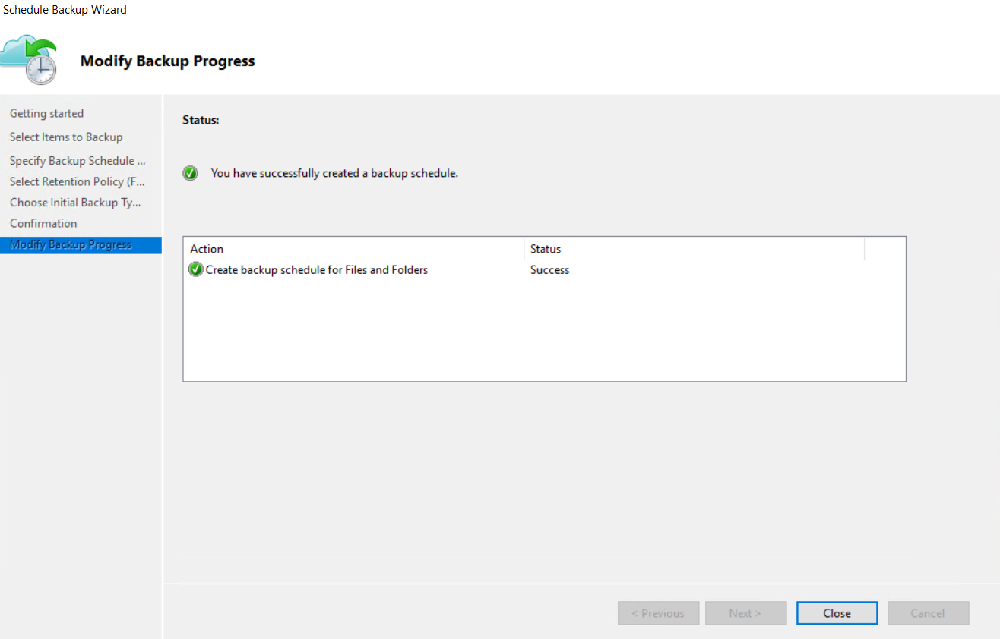 Schedule Backup Wizard
Modify Backup Progress
Getting started
Select Items to Backup
Specify Backup Schedule ...
Select Retention Policy (F...
Choose Initial Backup Ty...
Confirmation
Modify Backup Progress
Status:
You have successfully created a backup schedule.
Action Status
Create backup schedule for Files and Folders Success
< Previous Next > Close Cancel